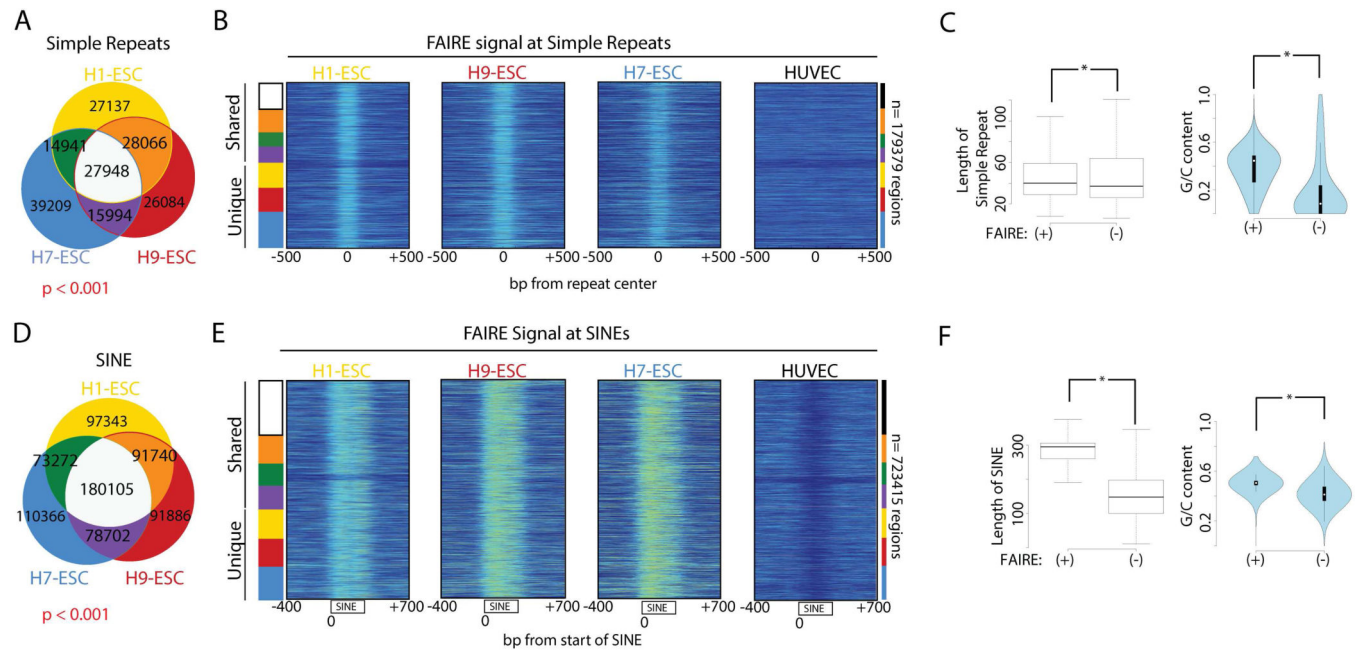 A
Simple Repeats
H1-ESC
27137
14941
28066
27948
39209
15994
26084
H7-ESC
H9-ESC
p < 0.001
B
FAIRE signal at Simple Repeats
H1-ESC
H9-ESC
H7-ESC
HUVEC
Shared
Unique
n= 179379 regions
-500
0
+500
-500
0
+500
-500
0
+500
-500
0
+500
bp from repeat center
C
Length of
Simple Repeat
100
60
20
FAIRE:
(+)
(-)
*
G/C content
1.0
0.6
0.2
(+)
(-)
*
D
SINE
H1-ESC
97343
73272
91740
180105
110366
91886
78702
H7-ESC
H9-ESC
p < 0.001
E
FAIRE Signal at SINEs
H1-ESC
H9-ESC
H7-ESC
HUVEC
Shared
Unique
n= 723415 regions
-400
SINE
+700
0
-400
SINE
+700
0
-400
SINE
+700
0
-400
SINE
+700
0
bp from start of SINE
F
Length of SINE
300
100
FAIRE:
(+)
(-)
*
G/C content
1.0
0.6
0.2
(+)
(-)
*